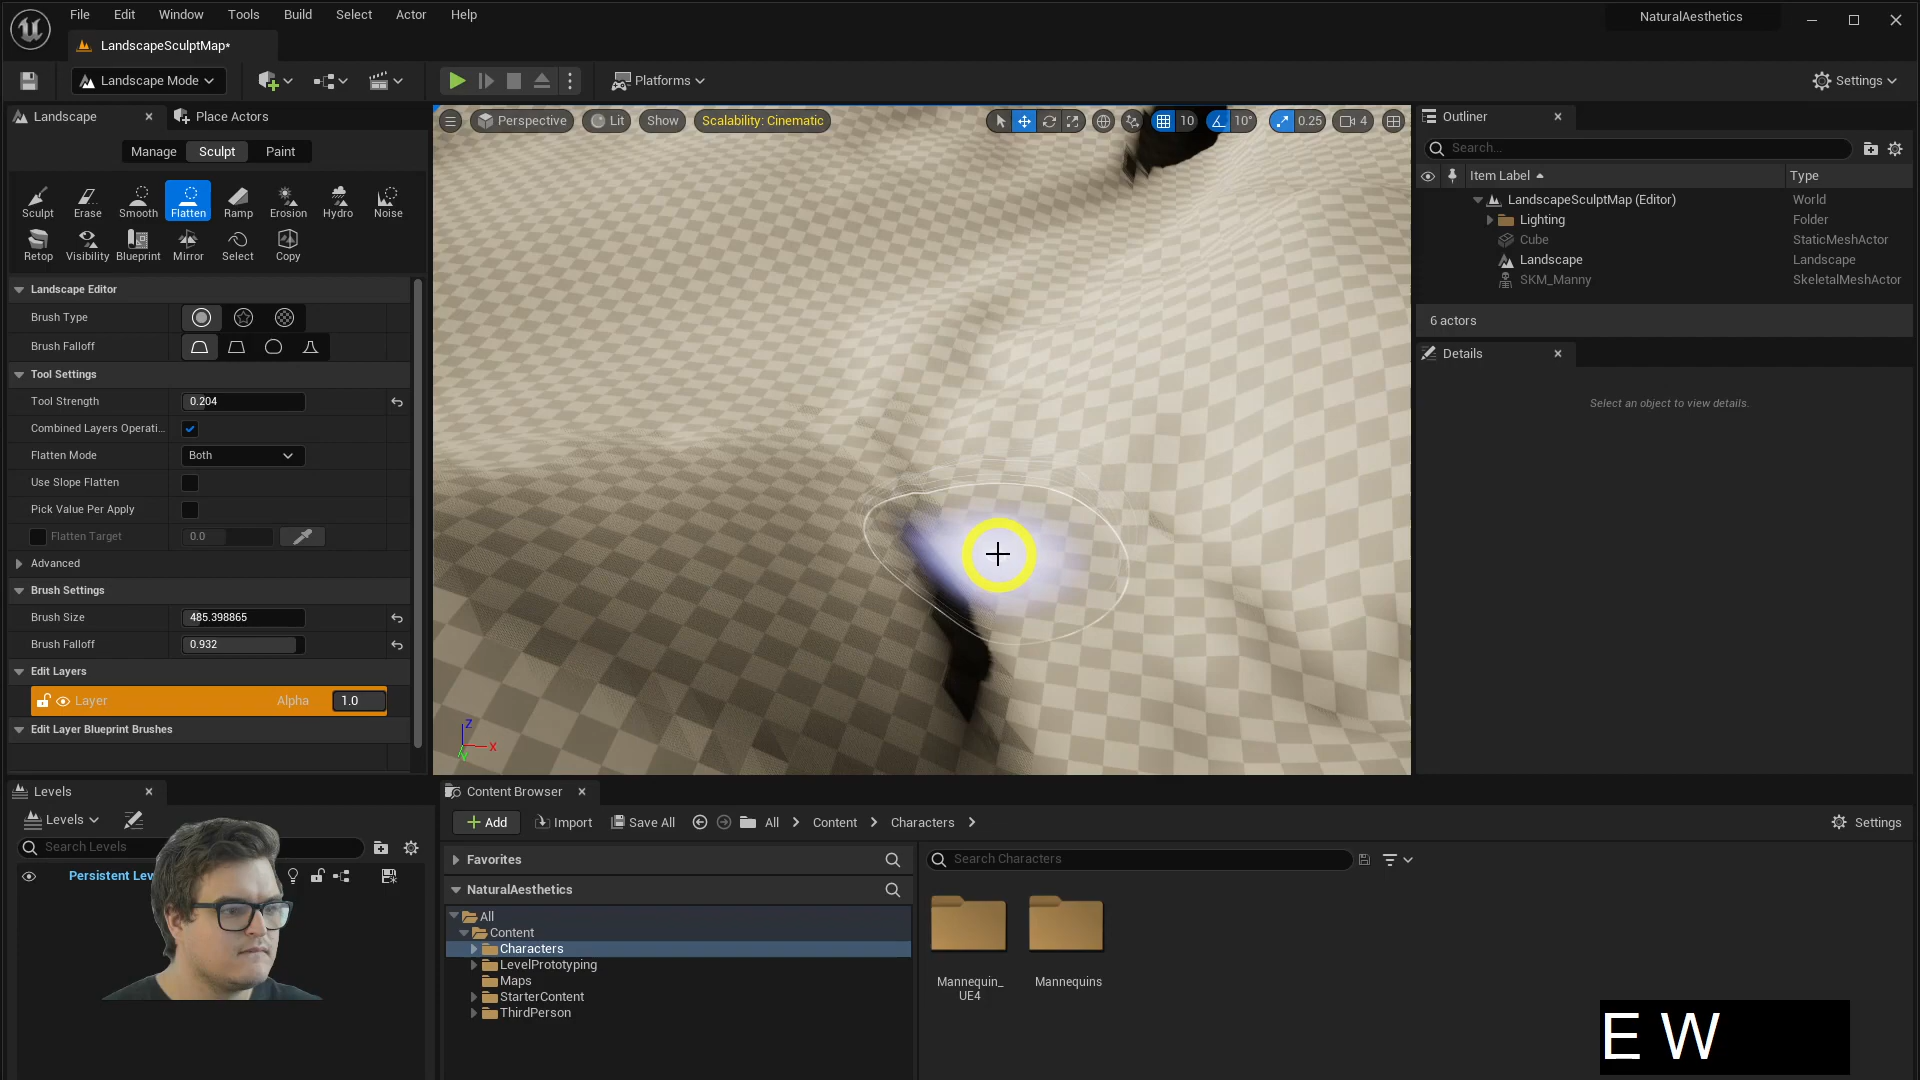 File Edit Window Tools Build Select Actor Help
NaturalAesthetics
LandscapeSculptMap*
Landscape Mode
Platforms
Settings
Landscape
Place Actors
Manage Sculpt Paint
Sculpt Erase Smooth Flatten Ramp Erosion Hydro Noise
Retop Visibility Blueprint Mirror Select Copy
Landscape Editor
Brush Type
Brush Falloff
Tool Settings
Tool Strength 0.204
Combined Layers Operati...
Flatten Mode Both
Use Slope Flatten
Pick Value Per Apply
Flatten Target 0.0
Advanced
Brush Settings
Brush Size 485.398865
Brush Falloff 0.932
Edit Layers
Layer Alpha 1.0
Edit Layer Blueprint Brushes
Perspective Lit Show Scalability: Cinematic
10 10° 0.25 4
Z
X
Y
Outliner
Search...
Item Label Type
LandscapeSculptMap (Editor) World
Lighting Folder
Cube StaticMeshActor
Landscape Landscape
SKM_Manny SkeletalMeshActor
6 actors
Details
Select an object to view details.
Levels
Levels
Search Levels
Persistent Lev
Content Browser
Add Import Save All All Content Characters
Settings
Favorites
NaturalAesthetics
All
Content
Characters
LevelPrototyping
Maps
StarterContent
ThirdPerson
Search Characters
Mannequin_
UE4
Mannequins
E W